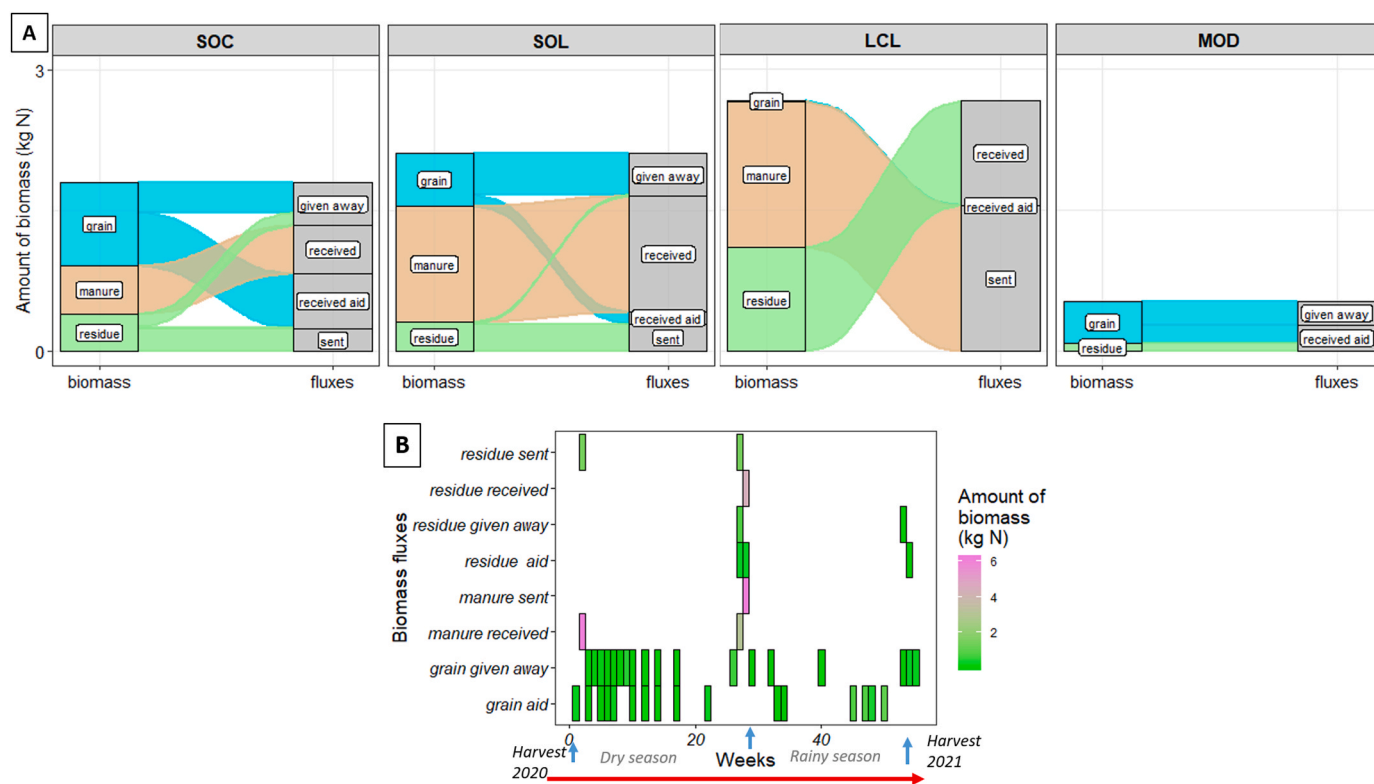 A
SOC
SOL
LCL
MOD
Amount of biomass (kg N)
3
0
grain
manure
residue
given away
received
received aid
sent
biomass
fluxes
grain
manure
residue
given away
received
received aid
sent
biomass
fluxes
grain
manure
residue
received
received aid
sent
biomass
fluxes
grain
residue
given away
received aid
biomass
fluxes
B
Biomass fluxes
residue sent
residue received
residue given away
residue aid
manure sent
manure received
grain given away
grain aid
0
20
40
Weeks
Harvest
2020
Dry season
Rainy season
Harvest
2021
Amount of
biomass
(kg N)
6
4
2